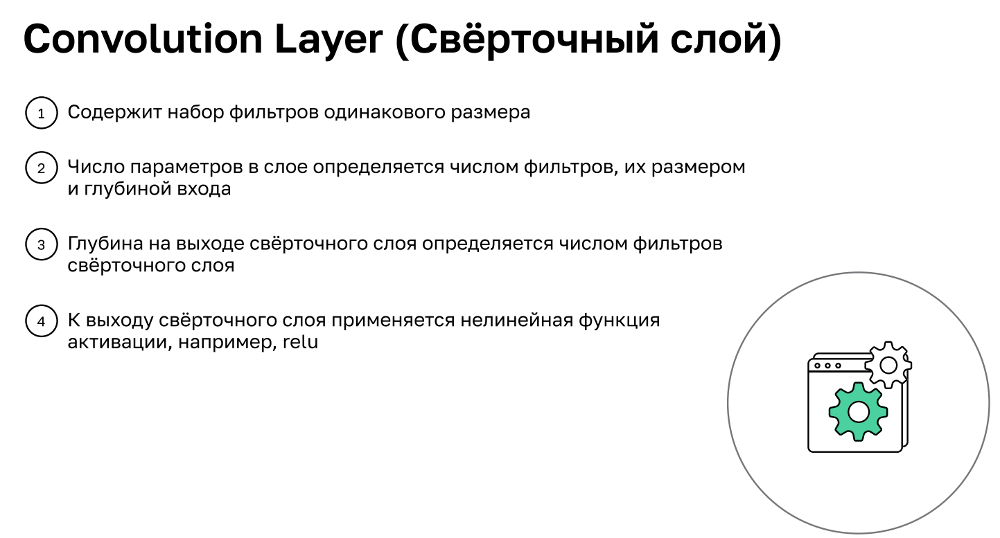 Convolution Layer (Свёрточный слой)
1 Содержит набор фильтров одинакового размера
2 Число параметров в слое определяется числом фильтров, их размером
и глубиной входа
3 Глубина на выходе свёрточного слоя определяется числом фильтров
свёрточного слоя
4 К выходу свёрточного слоя применяется нелинейная функция
активации, например, relu